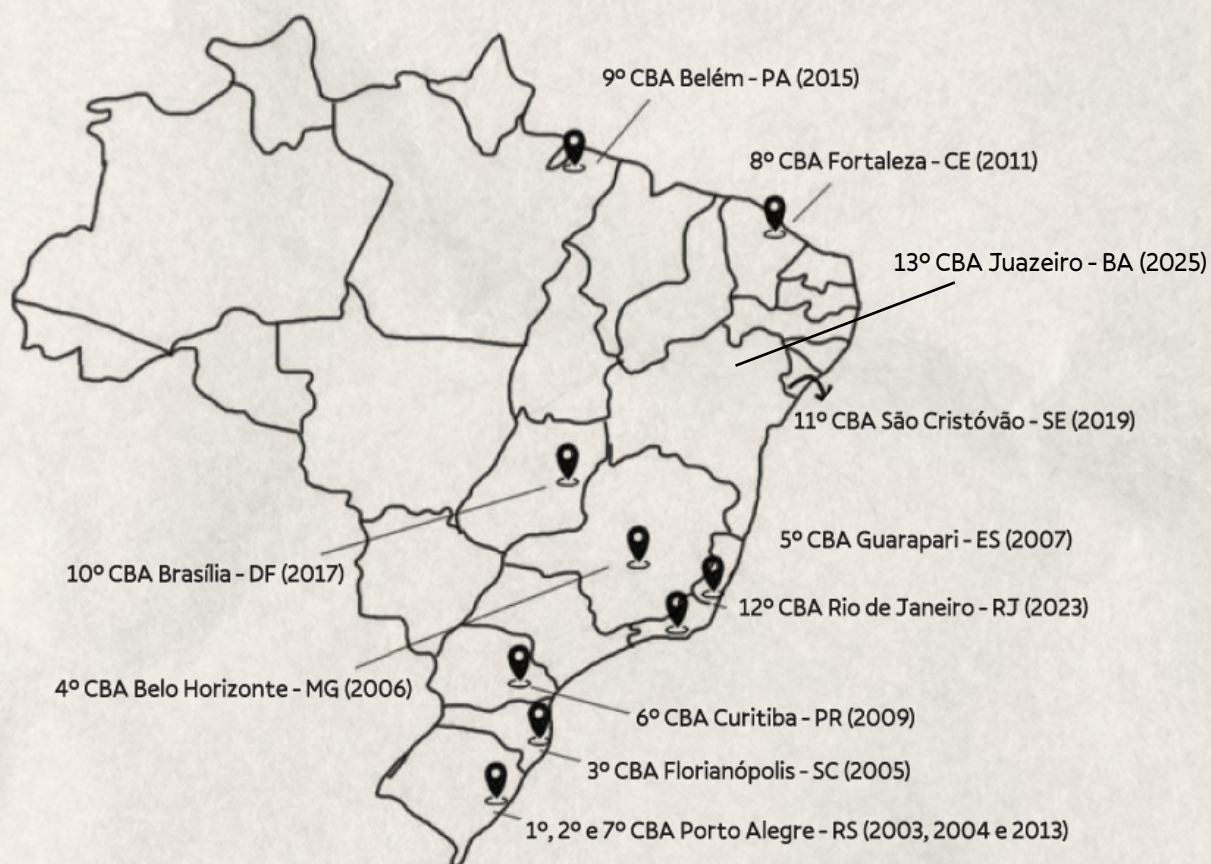 9º CBA Belém - PA (2015)
8º CBA Fortaleza - CE (2011)
13º CBA Juazeiro - BA (2025)
11º CBA São Cristóvão - SE (2019)
5º CBA Guarapari - ES (2007)
10º CBA Brasília - DF (2017)
12º CBA Rio de Janeiro - RJ (2023)
4º CBA Belo Horizonte - MG (2006)
6º CBA Curitiba - PR (2009)
3º CBA Florianópolis - SC (2005)
1º, 2º e 7º CBA Porto Alegre - RS (2003, 2004 e 2013)